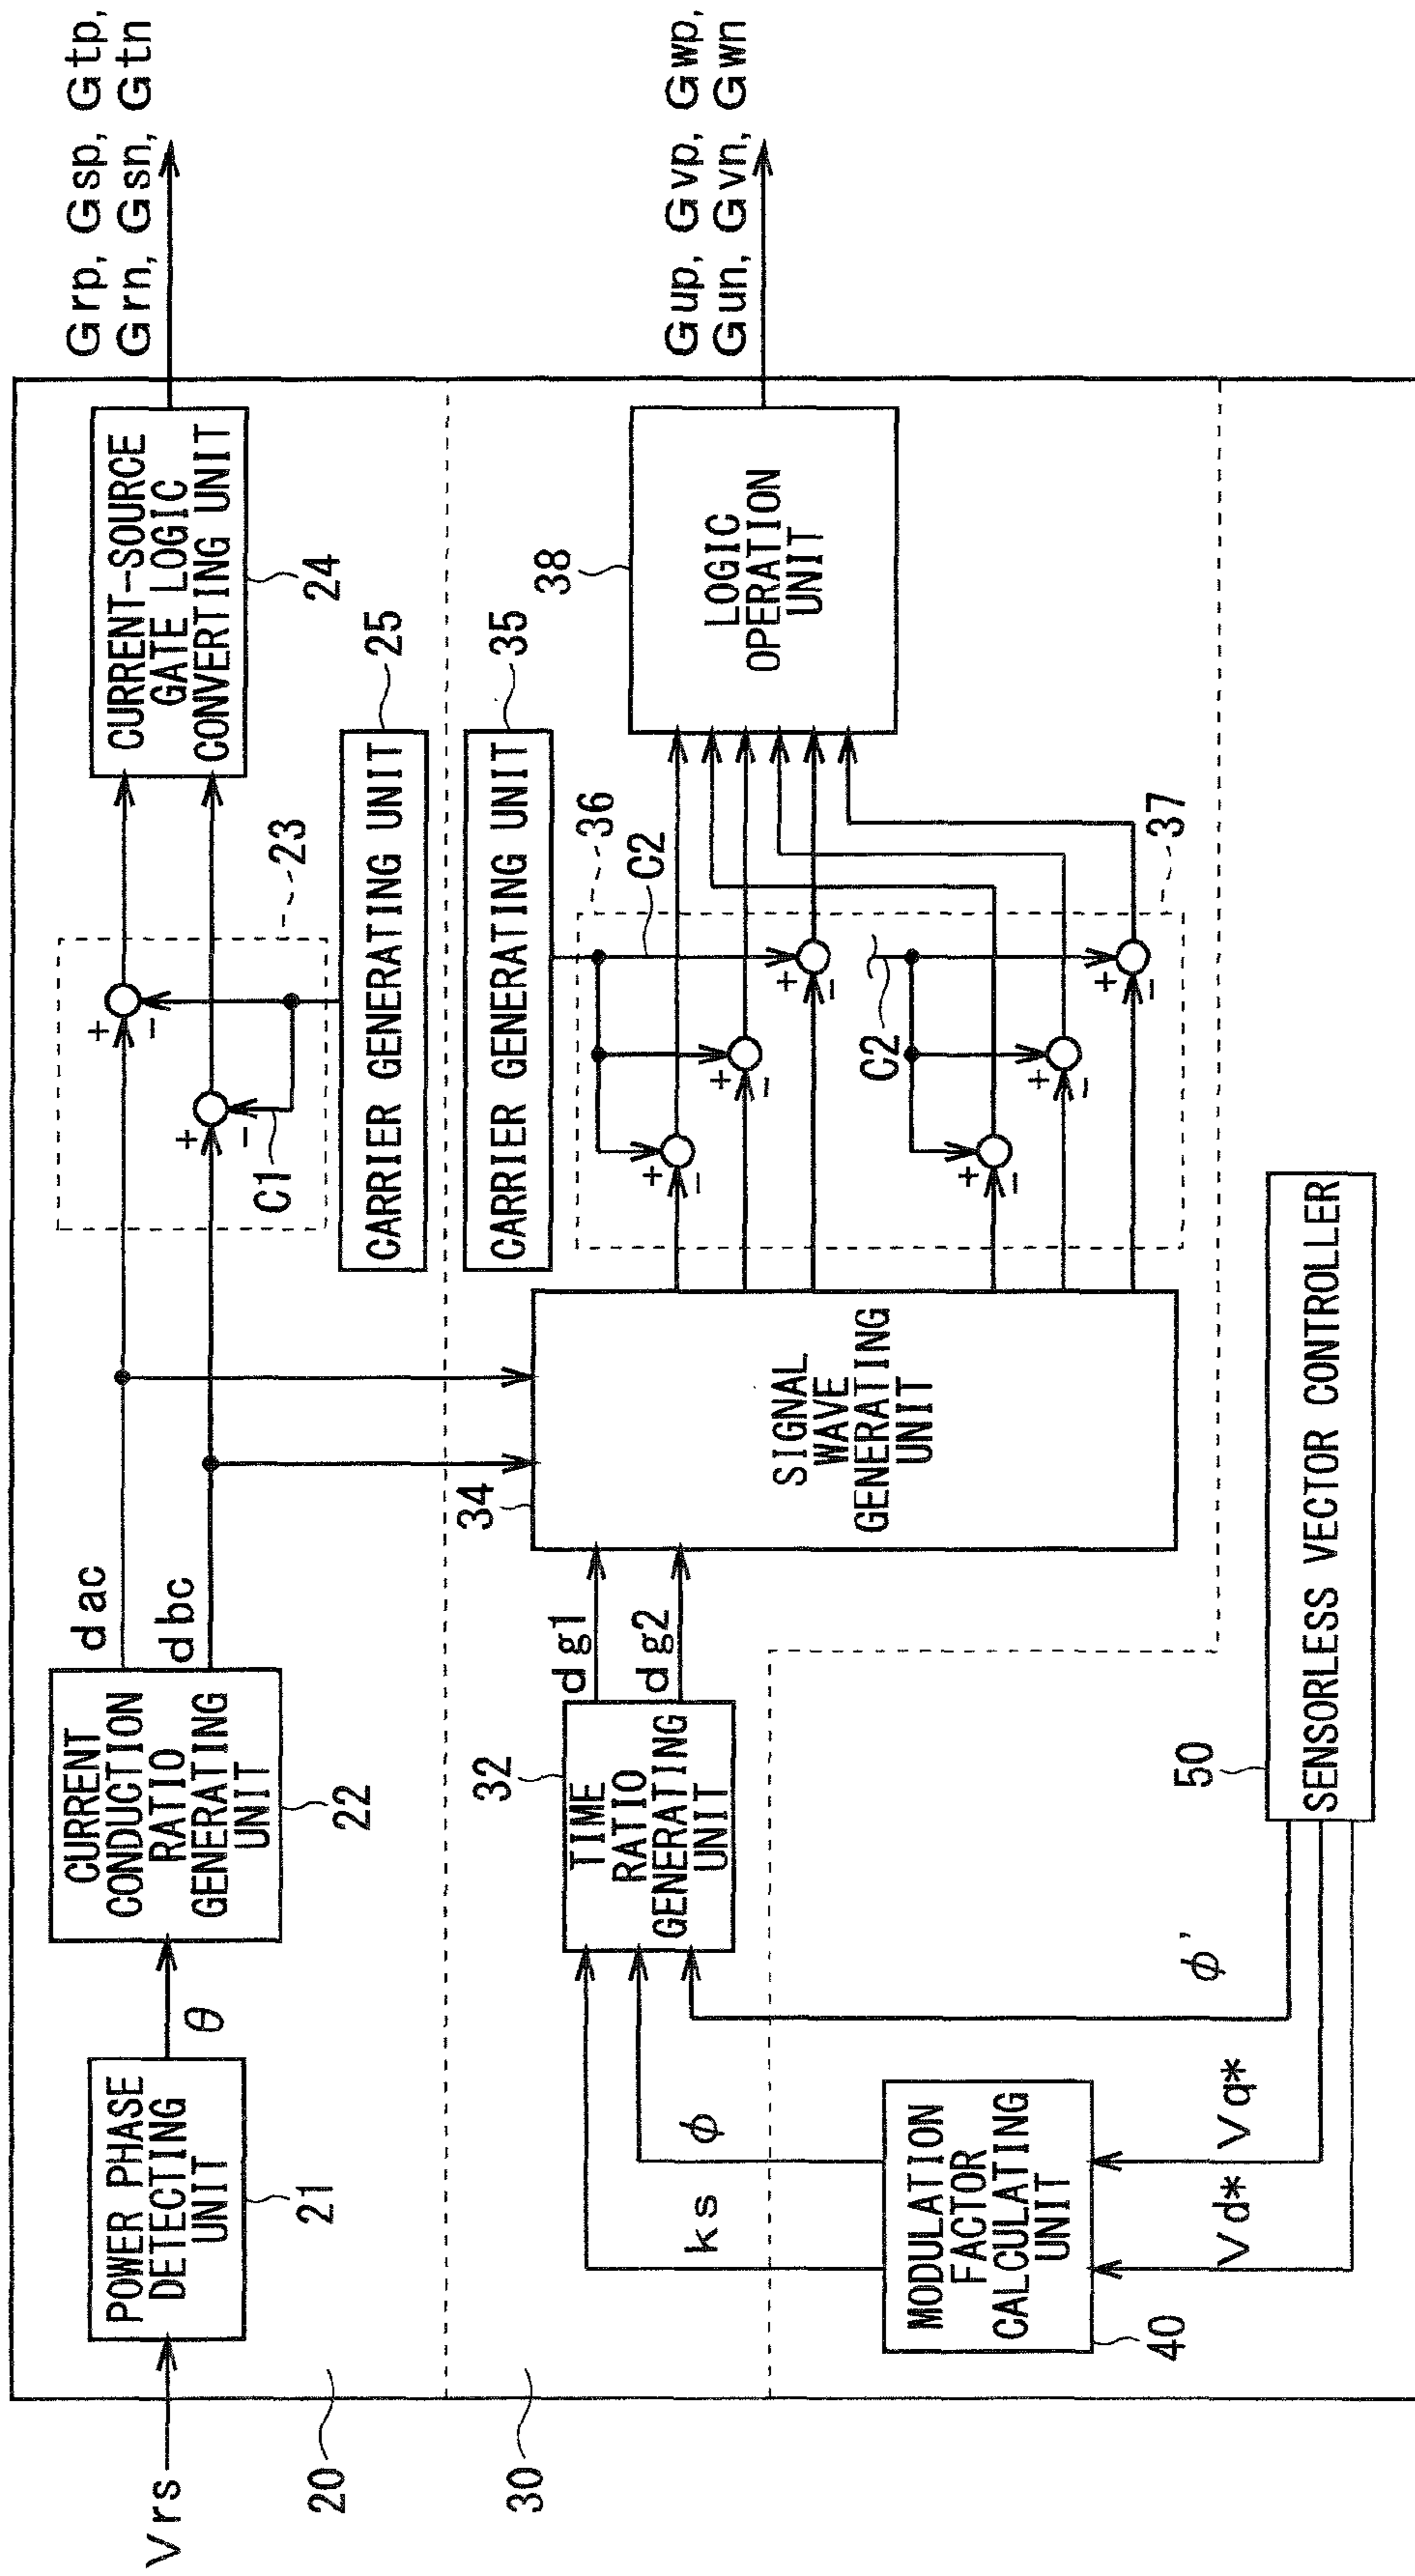 Vrs
POWER PHASE
DETECTING
UNIT
21
θ
CURRENT
CONDUCTION
RATIO
GENERATING
UNIT
22
dac
dbc
+
−
+
−
C1
23
CARRIER GENERATING UNIT
25
CURRENT-SOURCE
GATE LOGIC
CONVERTING UNIT
24
Grp, Gsp, Gtp,
Grn, Gsn, Gtn
20
30
ks
φ
φ'
TIME
RATIO
GENERATING
UNIT
32
dg1
dg2
34
SIGNAL
WAVE
GENERATING
UNIT
CARRIER GENERATING UNIT
35
36
C2
+
−
+
−
+
−
C2
+
−
+
−
+
−
37
38
LOGIC
OPERATION
UNIT
Gup, Gvp, Gwp,
Gun, Gvn, Gwn
MODULATION
FACTOR
CALCULATING
UNIT
40
Vd*
Vq*
50
SENSORLESS VECTOR CONTROLLER